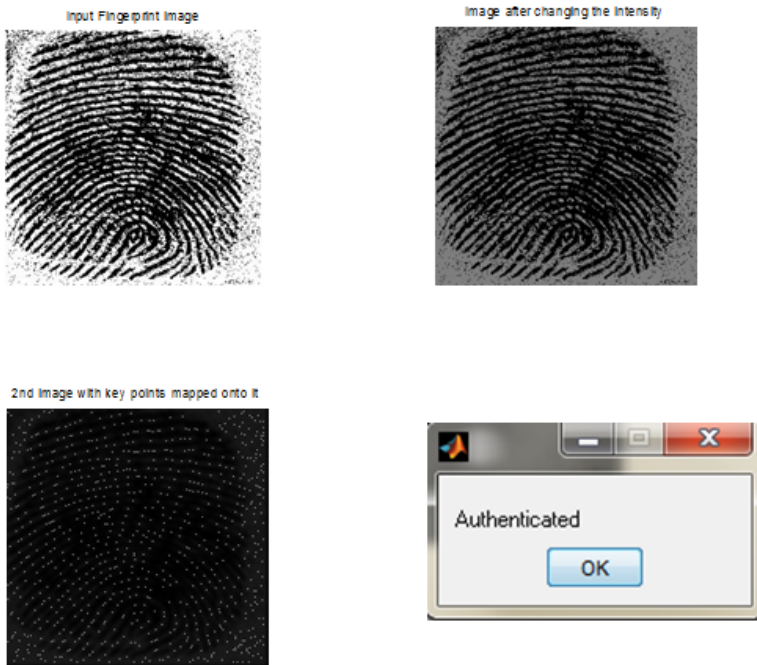 Input Fingerprint Image
Image after changing the intensity
2nd Image with key points mapped onto it
Authenticated
OK